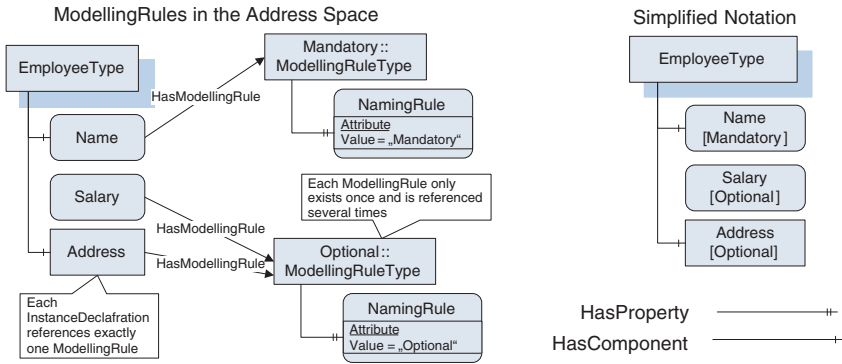 ModellingRules in the Address Space
EmployeeType
Name
Salary
Address
HasModellingRule
HasModellingRule
HasModellingRule
Mandatory::
ModellingRuleType
NamingRule
Attribute
Value = „Mandatory“
Each ModellingRule only
exists once and is referenced
several times
Optional::
ModellingRuleType
NamingRule
Attribute
Value = „Optional“
Each
InstanceDeclafration
references exactly
one ModellingRule
Simplified Notation
EmployeeType
Name
[Mandatory]
Salary
[Optional]
Address
[Optional]
HasProperty
HasComponent